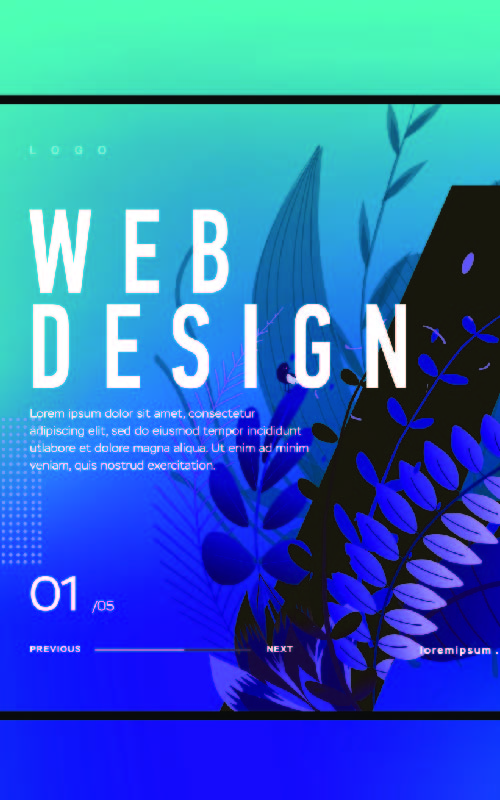 LOGO
WEB
DESIGN
Lorem ipsum dolor sit amet, consectetur
adipiscing elit, sed do eiusmod tempor incididunt
utlabore et dolore magna aliqua. Ut enim ad minim
veniam, quis nostrud exercitation.
01 /05
PREVIOUS NEXT
loremipsum.